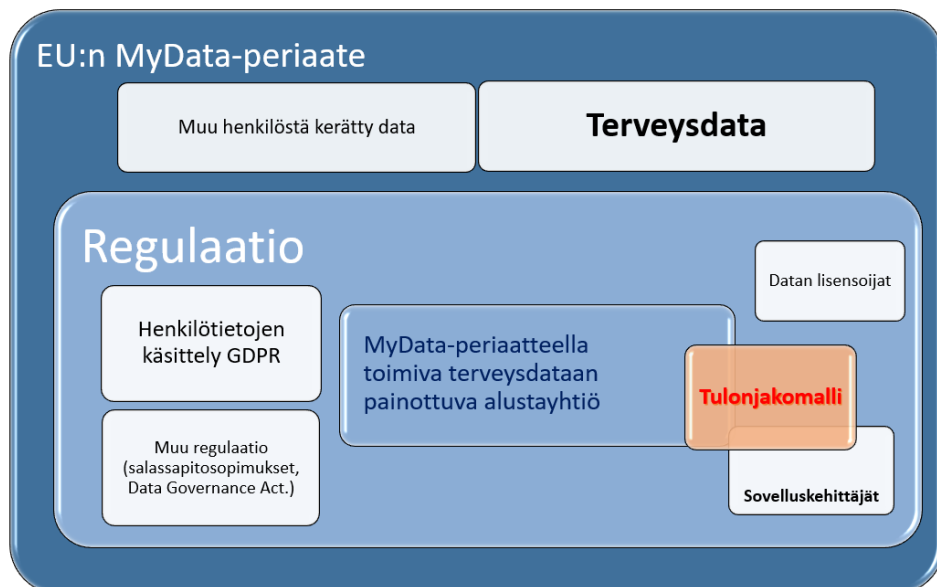 EU:n MyData-periaate
Muu henkilöstä kerätty data
Terveysdata
Regulaatio
Datan lisensoijat
Henkilötietojen
käsittely GDPR
MyData-periaatteella
toimiva terveysdataan
painottuva alustayhtiö
Tulonjakomalli
Muu regulaatio
(salassapitosopimukset,
Data Governance Act.)
Sovelluskehittäjät